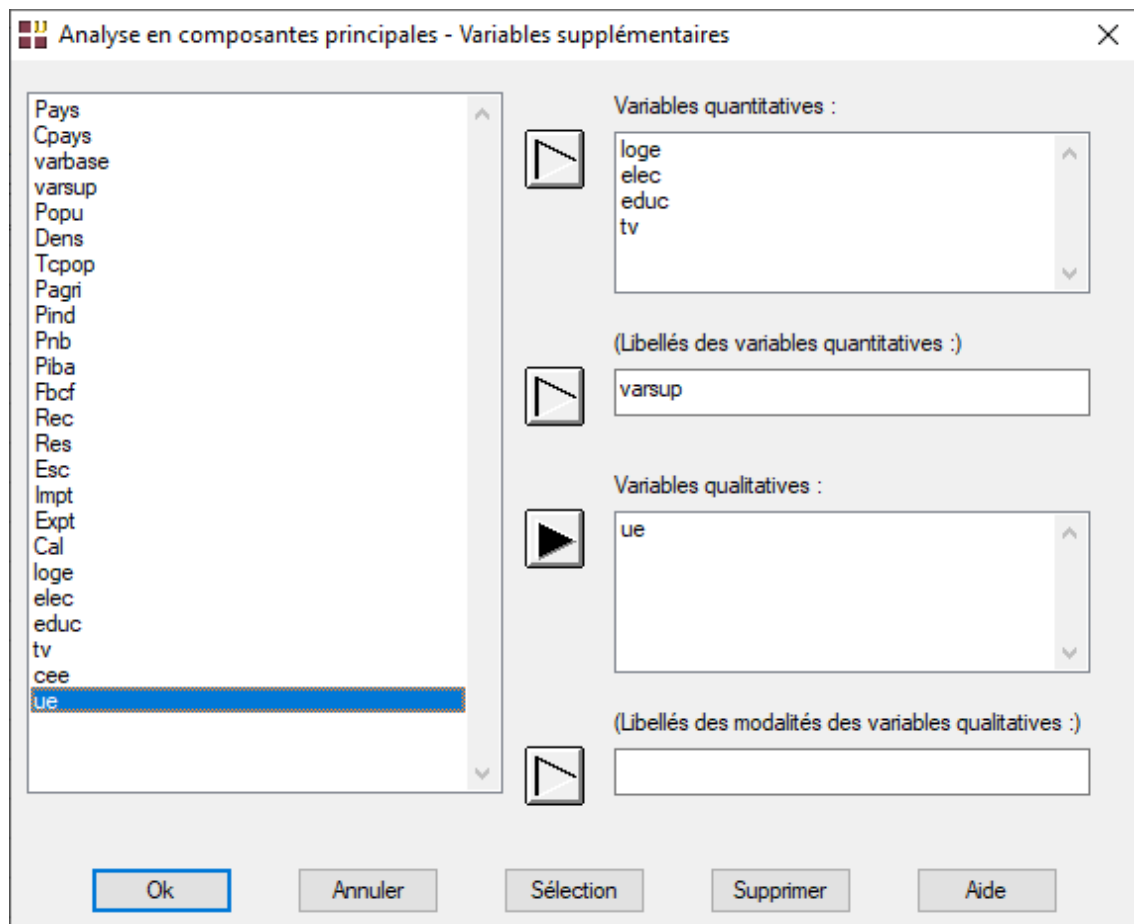 Analyse en composantes principales - Variables supplémentaires
Pays
Cpays
varbase
varsup
Popu
Dens
Tcpop
Pagri
Pind
Pnb
Piba
Fbcf
Rec
Res
Esc
Impt
Expt
Cal
loge
elec
educ
tv
cee
ue
Variables quantitatives :
loge
elec
educ
tv
(Libellés des variables quantitatives :)
varsup
Variables qualitatives :
ue
(Libellés des modalités des variables qualitatives :)
Ok
Annuler
Sélection
Supprimer
Aide